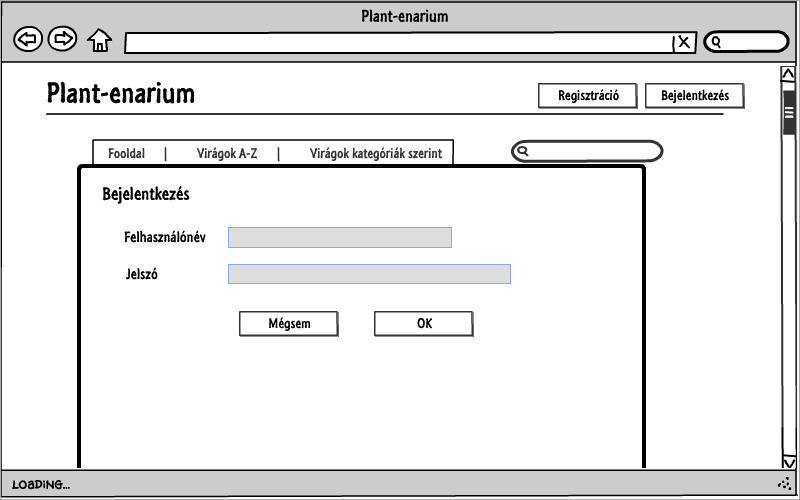 Plant-enarium
X
Plant-enarium
Regisztráció
Bejelentkezés
Fooldal | Virágok A-Z | Virágok kategóriák szerint
Bejelentkezés
Felhasználónév
Jelszó
Mégsem
OK
LOADING...